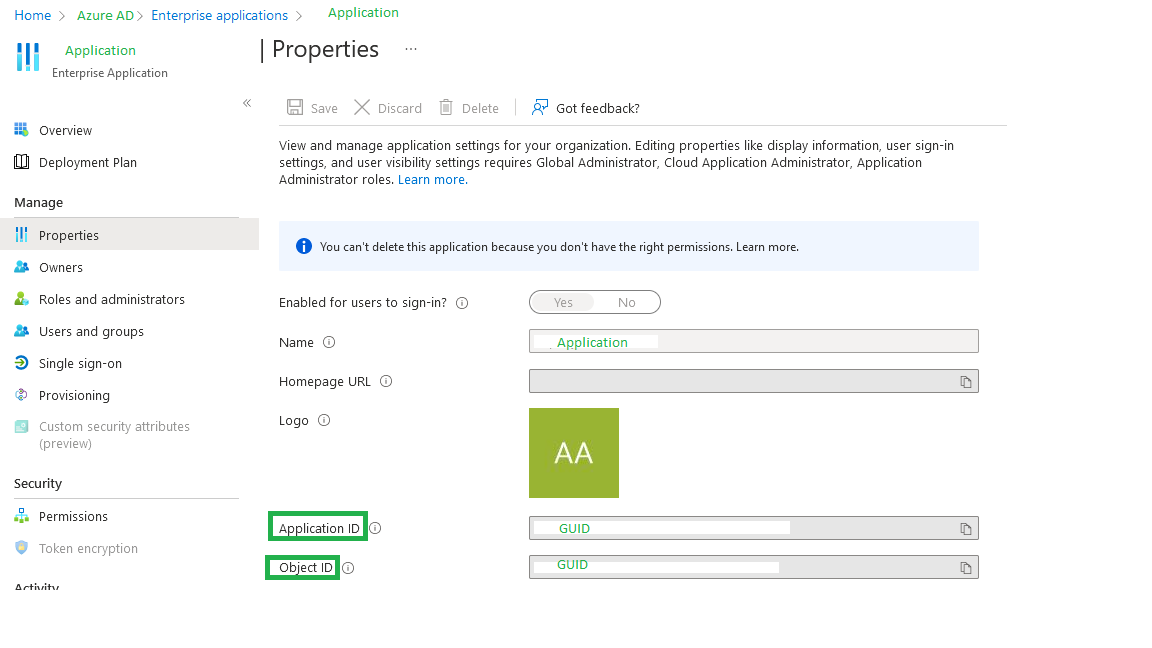 Home > Azure AD > Enterprise applications > Application
Application
Enterprise Application
| Properties ...
«
Overview
Deployment Plan
Manage
Properties
Owners
Roles and administrators
Users and groups
Single sign-on
Provisioning
Custom security attributes
(preview)
Security
Permissions
Token encryption
Activity
Save Discard Delete Got feedback?
View and manage application settings for your organization. Editing properties like display information, user sign-in
settings, and user visibility settings requires Global Administrator, Cloud Application Administrator, Application
Administrator roles. Learn more.
You can't delete this application because you don't have the right permissions. Learn more.
Enabled for users to sign-in? Yes No
Name Application
Homepage URL
Logo
AA
Application ID GUID
Object ID GUID